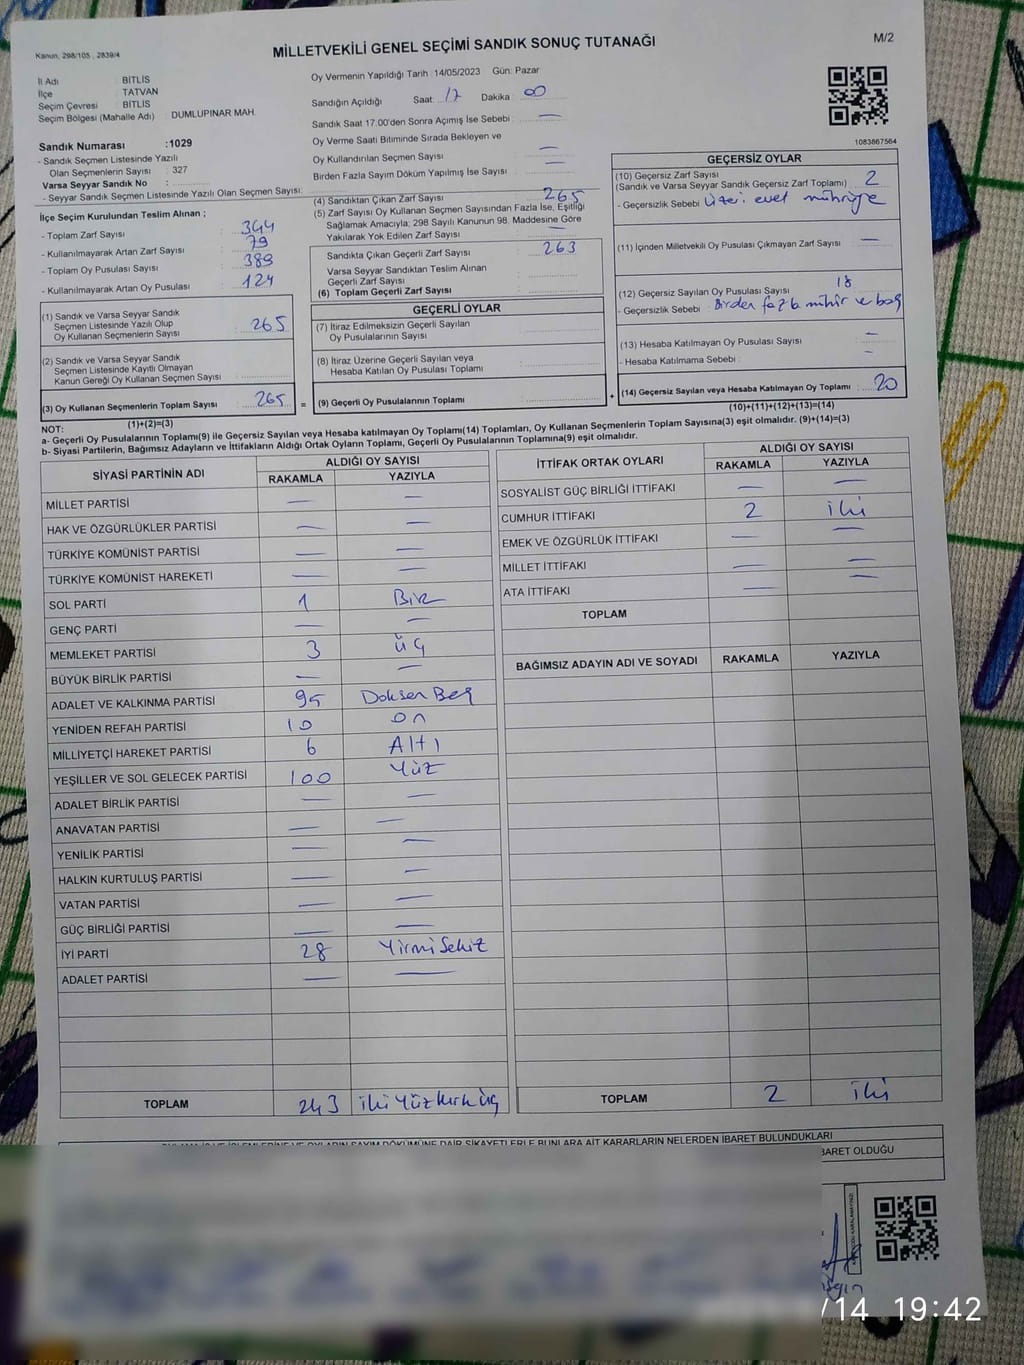 Kanun: 298/105 , 2839/4
MİLLETVEKİLİ GENEL SEÇİMİ SANDIK SONUÇ TUTANAĞI
M/2
İl Adı : BİTLİS
İlçe : TATVAN
Seçim Çevresi : BİTLİS
Seçim Bölgesi (Mahalle Adı) : DUMLUPINAR MAH.
Oy Vermenin Yapıldığı Tarih : 14/05/2023 Gün: Pazar
Sandığın Açıldığı Saat: 17 Dakika : 00
Sandık Saat 17:00'den Sonra Açımış İse Sebebi : —
Oy Verme Saati Bitiminde Sırada Bekleyen ve
Oy Kullandırılan Seçmen Sayısı : —
Birden Fazla Sayım Döküm Yapılmış İse Sayısı : —
1083867564
Sandık Numarası :1029
- Sandık Seçmen Listesinde Yazılı
Olan Seçmenlerin Sayısı : 327
Varsa Seyyar Sandık No :
- Seyyar Sandık Seçmen Listesinde Yazılı Olan Seçmen Sayısı:
İlçe Seçim Kurulundan Teslim Alınan ;
- Toplam Zarf Sayısı : 344
- Kullanılmayarak Artan Zarf Sayısı : 79
- Toplam Oy Pusulası Sayısı : 389
- Kullanılmayarak Artan Oy Pusulası : 124
(1) Sandık ve Varsa Seyyar Sandık
Seçmen Listesinde Yazılı Olup
Oy Kullanan Seçmenlerin Sayısı : 265
(2) Sandık ve Varsa Seyyar Sandık
Seçmen Listesinde Kayıtlı Olmayan
Kanun Gereği Oy Kullanan Seçmen Sayısı :
(3) Oy Kullanan Seçmenlerin Toplam Sayısı : 265
(1)+(2)=(3)
(4) Sandıktan Çıkan Zarf Sayısı : 265
(5) Zarf Sayısı Oy Kullanan Seçmen Sayısından Fazla İse, Eşitliği
Sağlamak Amacıyla; 298 Sayılı Kanunun 98. Maddesine Göre
Yakılarak Yok Edilen Zarf Sayısı : —
Sandıkta Çıkan Geçerli Zarf Sayısı : 263
Varsa Seyyar Sandıktan Teslim Alınan
Geçerli Zarf Sayısı :
(6) Toplam Geçerli Zarf Sayısı :
GEÇERLİ OYLAR
(7) İtiraz Edilmeksizin Geçerli Sayılan
Oy Pusulalarının Sayısı :
(8) İtiraz Üzerine Geçerli Sayılan veya
Hesaba Katılan Oy Pusulası Toplamı :
= (9) Geçerli Oy Pusulalarının Toplamı :
GEÇERSİZ OYLAR
(10) Geçersiz Zarf Sayısı
(Sandık ve Varsa Seyyar Sandık Geçersiz Zarf Toplamı) : 2
- Geçersizlik Sebebi : Üzeri evet
(11) İçinden Milletvekili Oy Pusulası Çıkmayan Zarf Sayısı : —
(12) Geçersiz Sayılan Oy Pusulası Sayısı : 18
- Geçersizlik Sebebi : Birden fazla mühür ve boş
(13) Hesaba Katılmayan Oy Pusulası Sayısı : —
- Hesaba Katılmama Sebebi : —
+ (14) Geçersiz Sayılan veya Hesaba Katılmayan Oy Toplamı : 20
(10)+(11)+(12)+(13)=(14)
NOT:
a- Geçerli Oy Pusulalarının Toplamı(9) ile Geçersiz Sayılan veya Hesaba katılmayan Oy Toplamı(14) Toplamları, Oy Kullanan Seçmenlerin Toplam Sayısına(3) eşit olmalıdır. (9)+(14)=(3)
b- Siyasi Partilerin, Bağımsız Adayların ve İttifakların Aldığı Ortak Oyların Toplamı, Geçerli Oy Pusulalarının Toplamına(9) eşit olmalıdır.
SİYASİ PARTİNİN ADI ALDIĞI OY SAYISI
RAKAMLA YAZIYLA
MİLLET PARTİSİ — —
HAK VE ÖZGÜRLÜKLER PARTİSİ — —
TÜRKİYE KOMÜNİST PARTİSİ — —
TÜRKİYE KOMÜNİST HAREKETİ — —
SOL PARTİ 1 Bir
GENÇ PARTİ — —
MEMLEKET PARTİSİ 3 Üç
BÜYÜK BİRLİK PARTİSİ — —
ADALET VE KALKINMA PARTİSİ 95 Doksen Beş
YENİDEN REFAH PARTİSİ 10 on
MİLLİYETÇİ HAREKET PARTİSİ 6 Altı
YEŞİLLER VE SOL GELECEK PARTİSİ 100 Yüz
ADALET BİRLİK PARTİSİ — —
ANAVATAN PARTİSİ — —
YENİLİK PARTİSİ — —
HALKIN KURTULUŞ PARTİSİ — —
VATAN PARTİSİ — —
GÜÇ BİRLİĞİ PARTİSİ — —
İYİ PARTİ 28 Yirmi Sekiz
ADALET PARTİSİ — —
TOPLAM 243 iki Yüz kırk üç
İTTİFAK ORTAK OYLARI ALDIĞI OY SAYISI
RAKAMLA YAZIYLA
SOSYALİST GÜÇ BİRLİĞİ İTTİFAKI — —
CUMHUR İTTİFAKI 2 iki
EMEK VE ÖZGÜRLÜK İTTİFAKI — —
MİLLET İTTİFAKI — —
ATA İTTİFAKI — —
TOPLAM
BAĞIMSIZ ADAYIN ADI VE SOYADI RAKAMLA YAZIYLA
TOPLAM 2 iki
SAYIM DÖKÜMÜNE DAİR ŞİKAYETLERLE BUNLARA AİT KARARLARIN NELERDEN İBARET BULUNDUKLARI
BARET OLDUĞU
/14 19:42